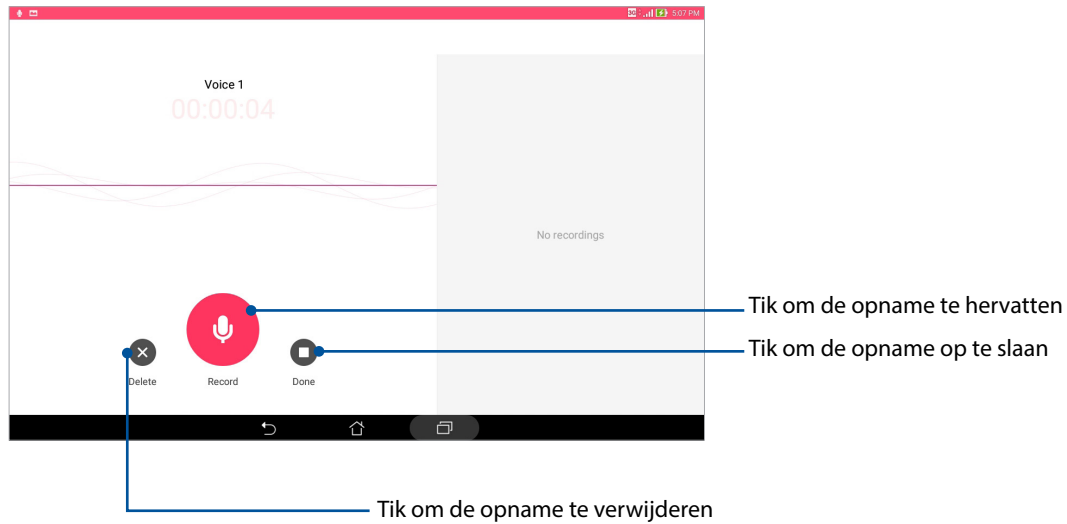 3G 5:07 PM
Voice 1
00:00:04
No recordings
Tik om de opname te hervatten
Tik om de opname op te slaan
Delete
Record
Done
Tik om de opname te verwijderen